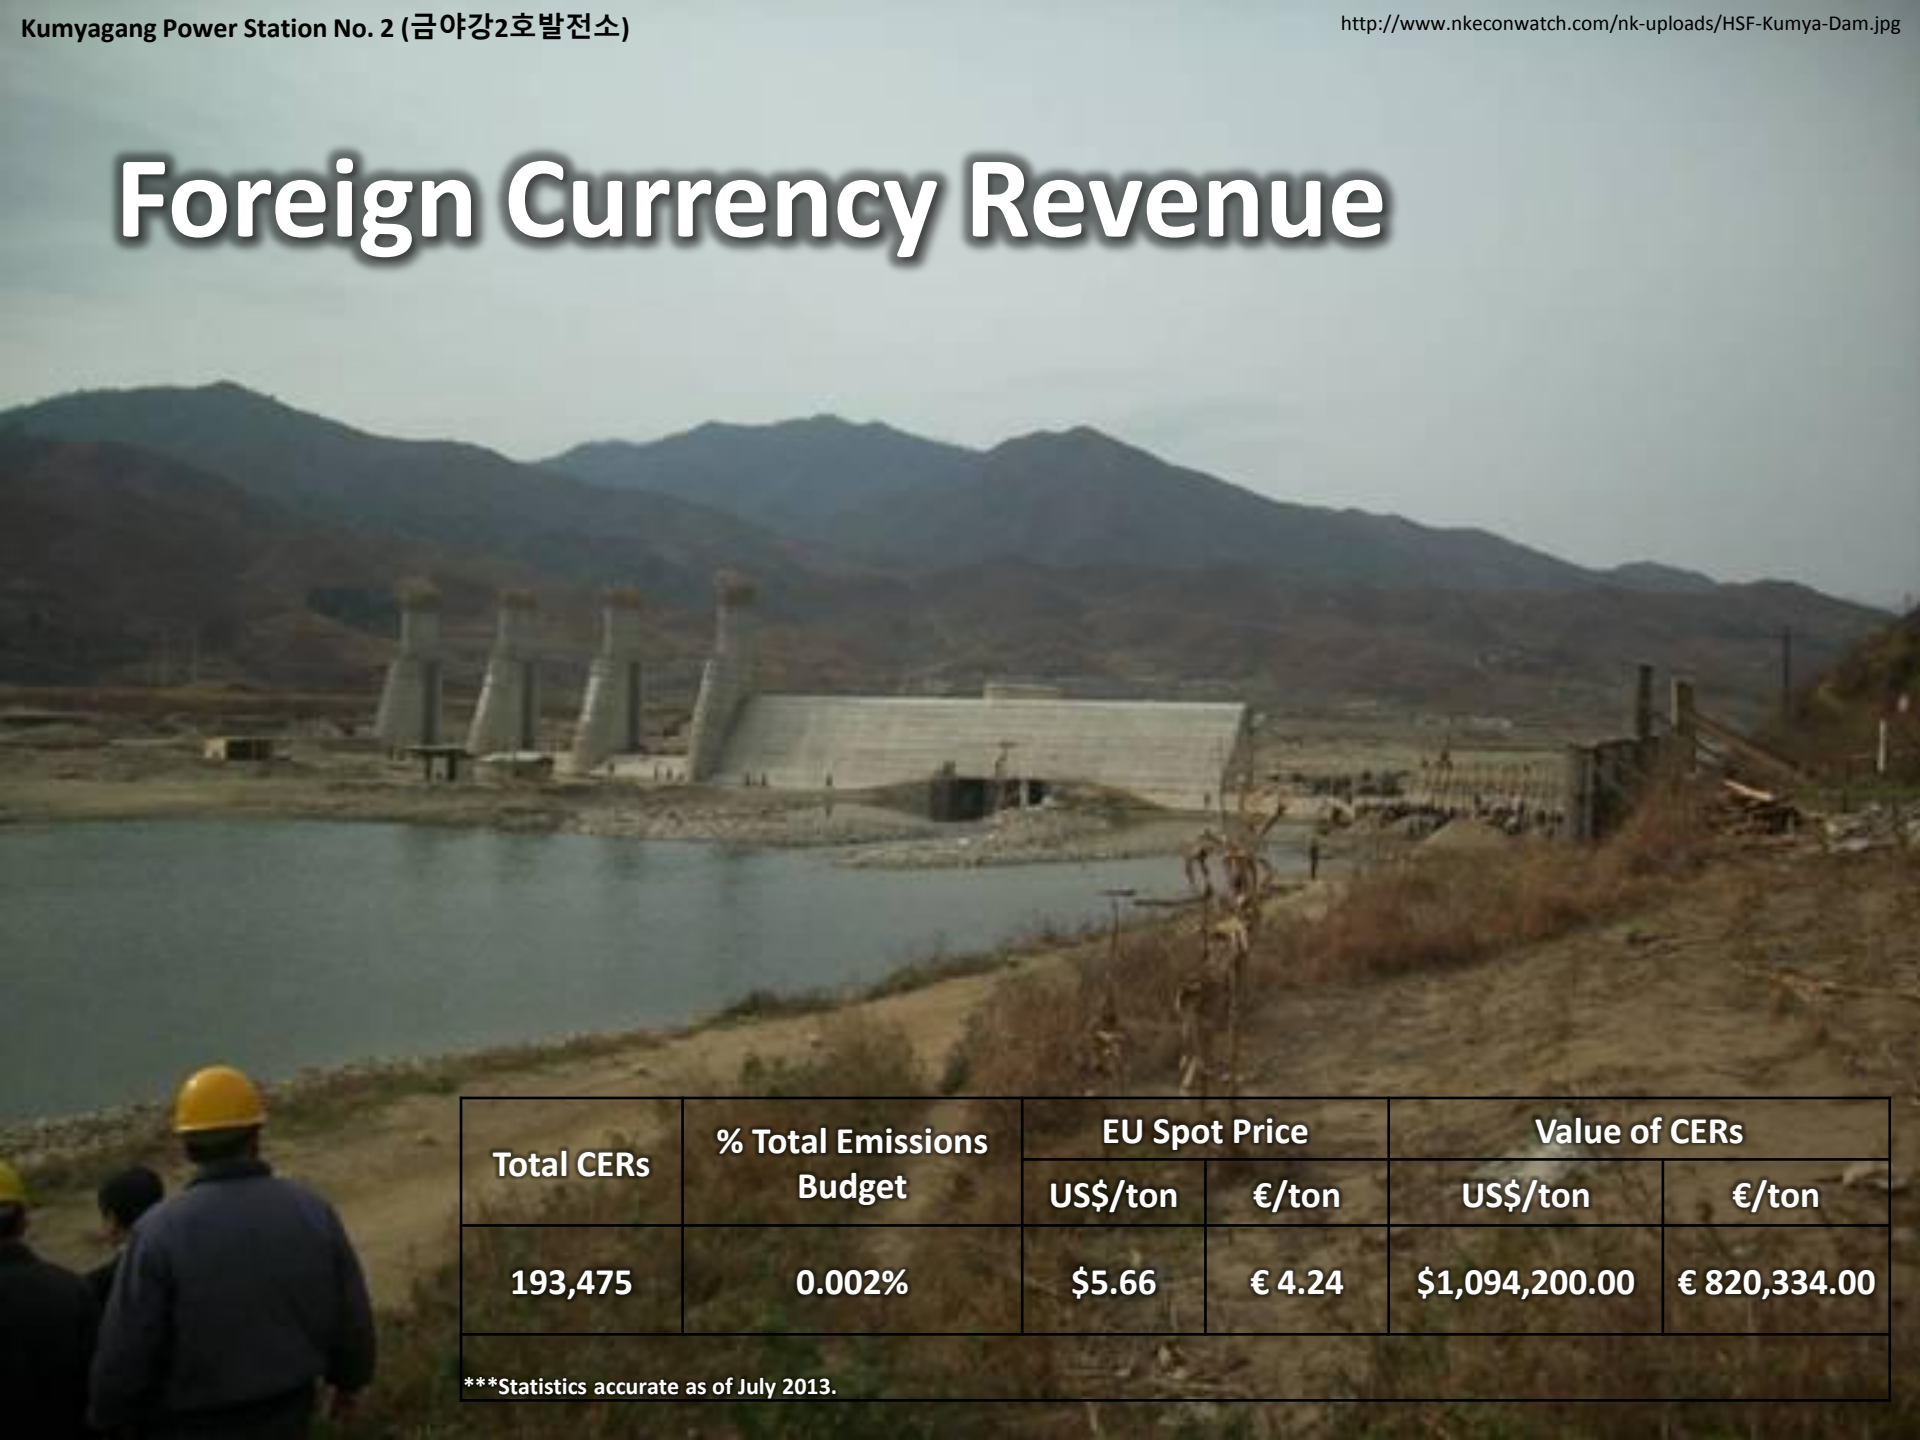 Kumyagang Power Station No. 2 (금야강2호발전소)
http://www.nkeconwatch.com/nk-uploads/HSF-Kumya-Dam.jpg
Foreign Currency Revenue
Total CERs
% Total Emissions
Budget
EU Spot Price
Value of CERs
US$/ton
€/ton
US$/ton
€/ton
193,475
0.002%
$5.66
€ 4.24
$1,094,200.00
€ 820,334.00
***Statistics accurate as of July 2013.